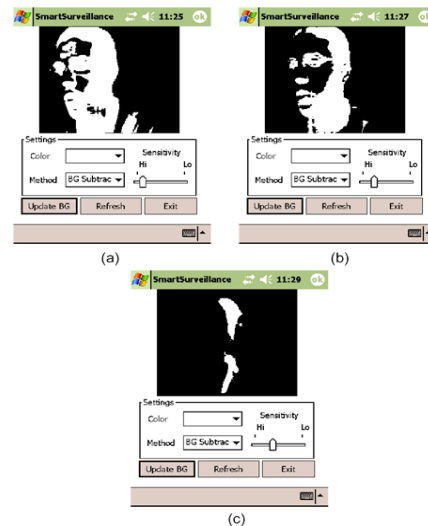 SmartSurveillance 11:25 ok
Settings
Color Sensitivity
Hi Lo
Method BG Subtrac
Update BG Refresh Exit
(a)
SmartSurveillance 11:27 ok
Settings
Color Sensitivity
Hi Lo
Method BG Subtrac
Update BG Refresh Exit
(b)
SmartSurveillance 11:29 ok
Settings
Color Sensitivity
Hi Lo
Method BG Subtrac
Update BG Refresh Exit
(c)